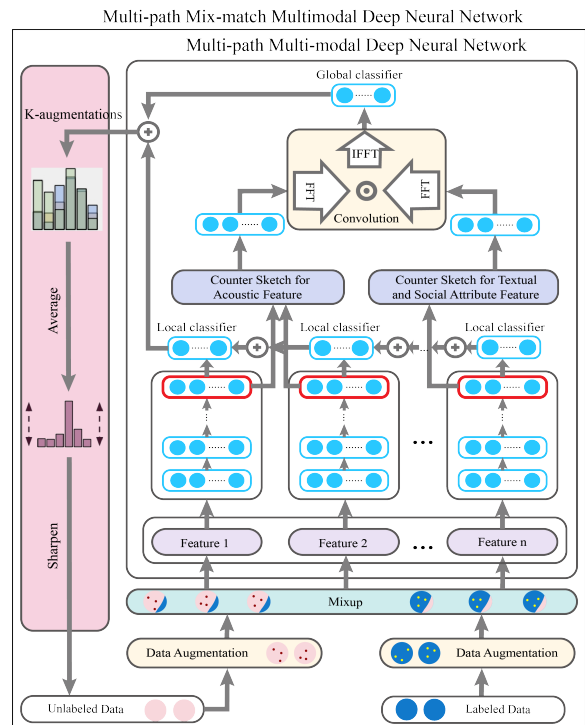 Multi-path Mix-match Multimodal Deep Neural Network
Multi-path Multi-modal Deep Neural Network
Global classifier
K-augmentations
IFFT
FFT
FFT
Convolution
Counter Sketch for
Acoustic Feature
Counter Sketch for Textual
and Social Attribute Feature
Average
Local classifier
Local classifier
Local classifier
Sharpen
Feature 1
Feature 2
...
Feature n
Mixup
Data Augmentation
Data Augmentation
Unlabeled Data
Labeled Data